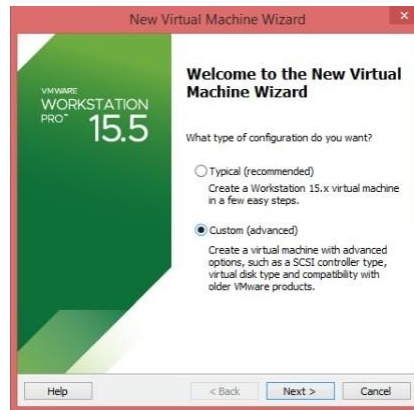 New Virtual Machine Wizard
×
VMWARE
WORKSTATION
PRO™
15.5
Welcome to the New Virtual
Machine Wizard
What type of configuration do you want?
Typical (recommended)
Create a Workstation 15.x virtual machine
in a few easy steps.
Custom (advanced)
Create a virtual machine with advanced
options, such as a SCSI controller type,
virtual disk type and compatibility with
older VMware products.
Help
< Back
Next >
Cancel